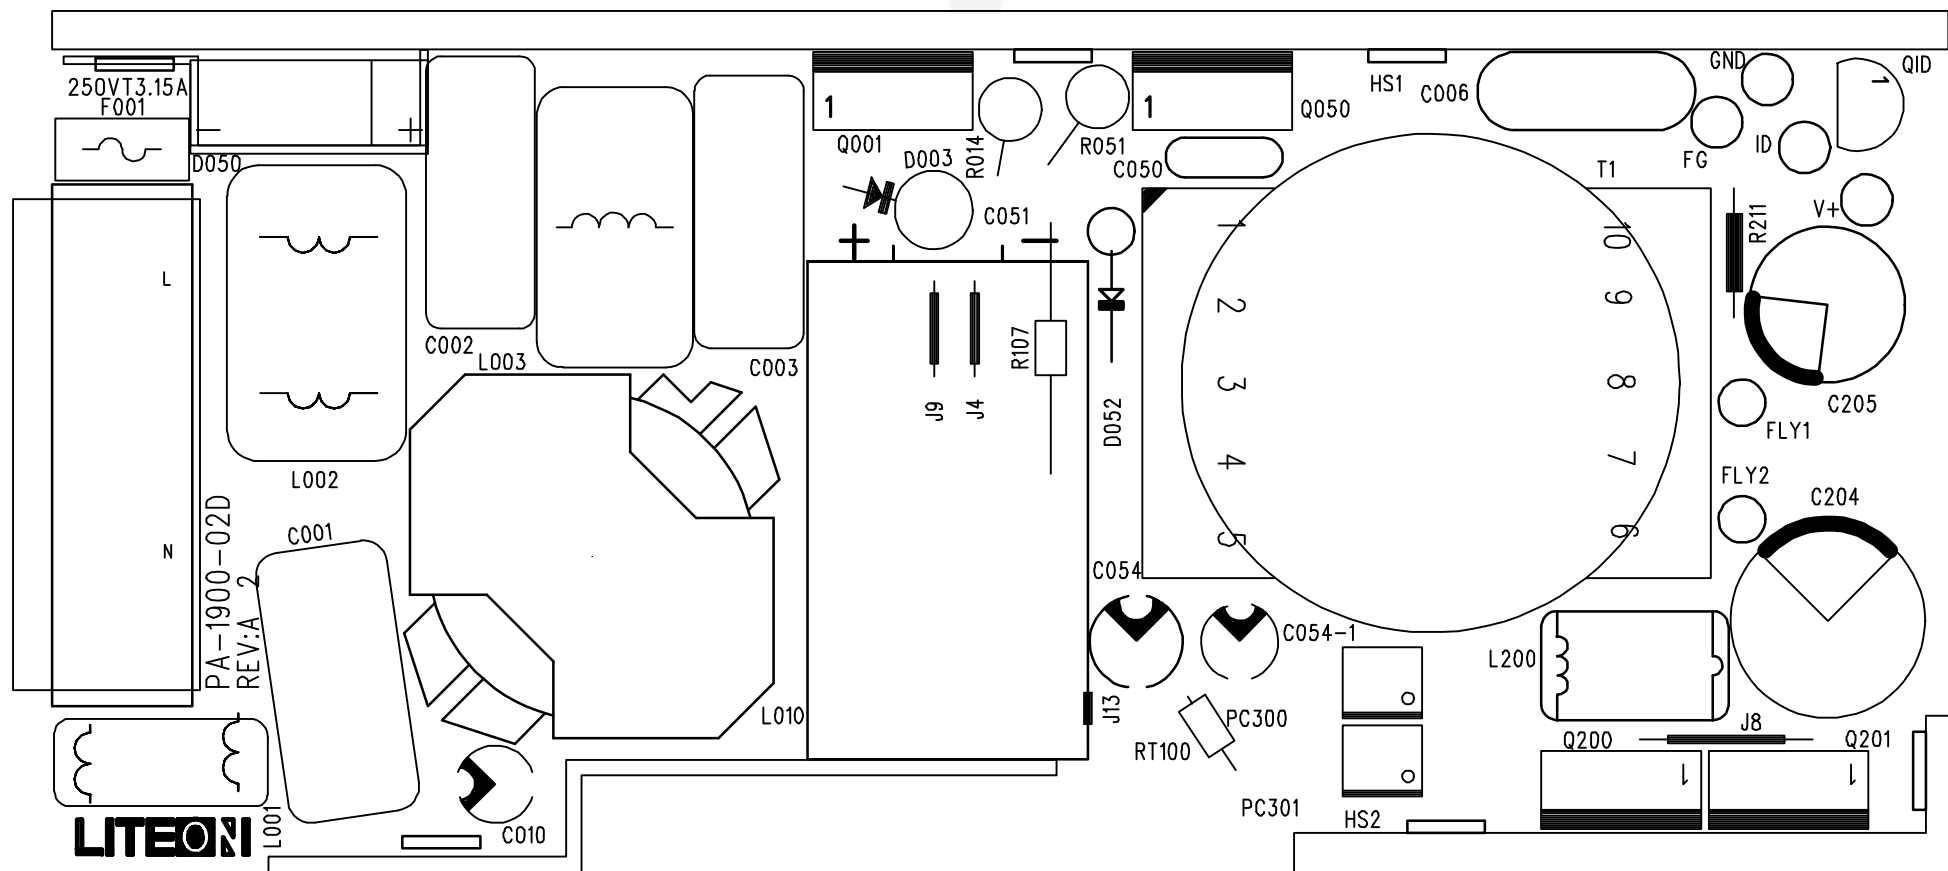 GND
QID
250VT3.15A
F001
HS1
C006
1
1
1
Q050
Q001
D003
R014
R051
C050
FG
ID
D050
T1
C051
V+
R211
L
1
10
2
9
C002
L003
C003
R107
J9
J4
D052
3
8
C205
FLY1
4
7
L002
FLY2
C204
PA-1900-02D
REV:A 2
C001
N
5
6
C054
C054-1
L200
L010
J13
PC300
RT100
J8
Q200
Q201
1
1
PC301
HS2
L001
C010
LITEON